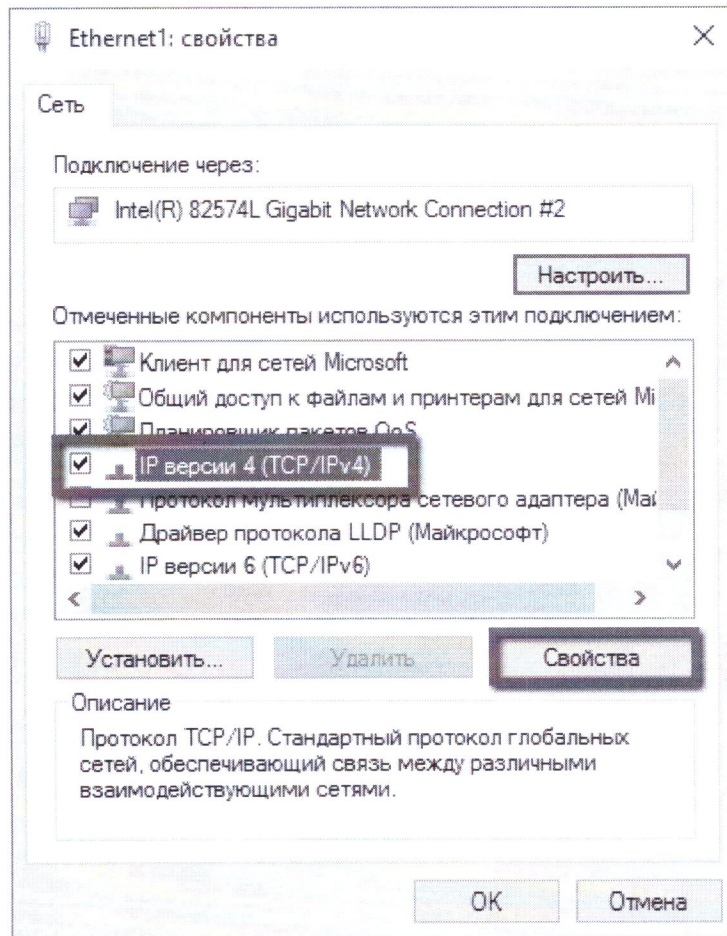 Ethernet1: свойства
Сеть
Подключение через:
Intel(R) 82574L Gigabit Network Connection #2
Настроить...
Отмеченные компоненты используются этим подключением:
Клиент для сетей Microsoft
Общий доступ к файлам и принтерам для сетей Mi
Планировщик пакетов QoS
IP версии 4 (TCP/IPv4)
Протокол мультиплексора сетевого адаптера (Май
Драйвер протокола LLDP (Майкрософт)
IP версии 6 (TCP/IPv6)
Установить...
Удалить
Свойства
Описание
Протокол TCP/IP. Стандартный протокол глобальных
сетей, обеспечивающий связь между различными
взаимодействующими сетями.
OK
Отмена